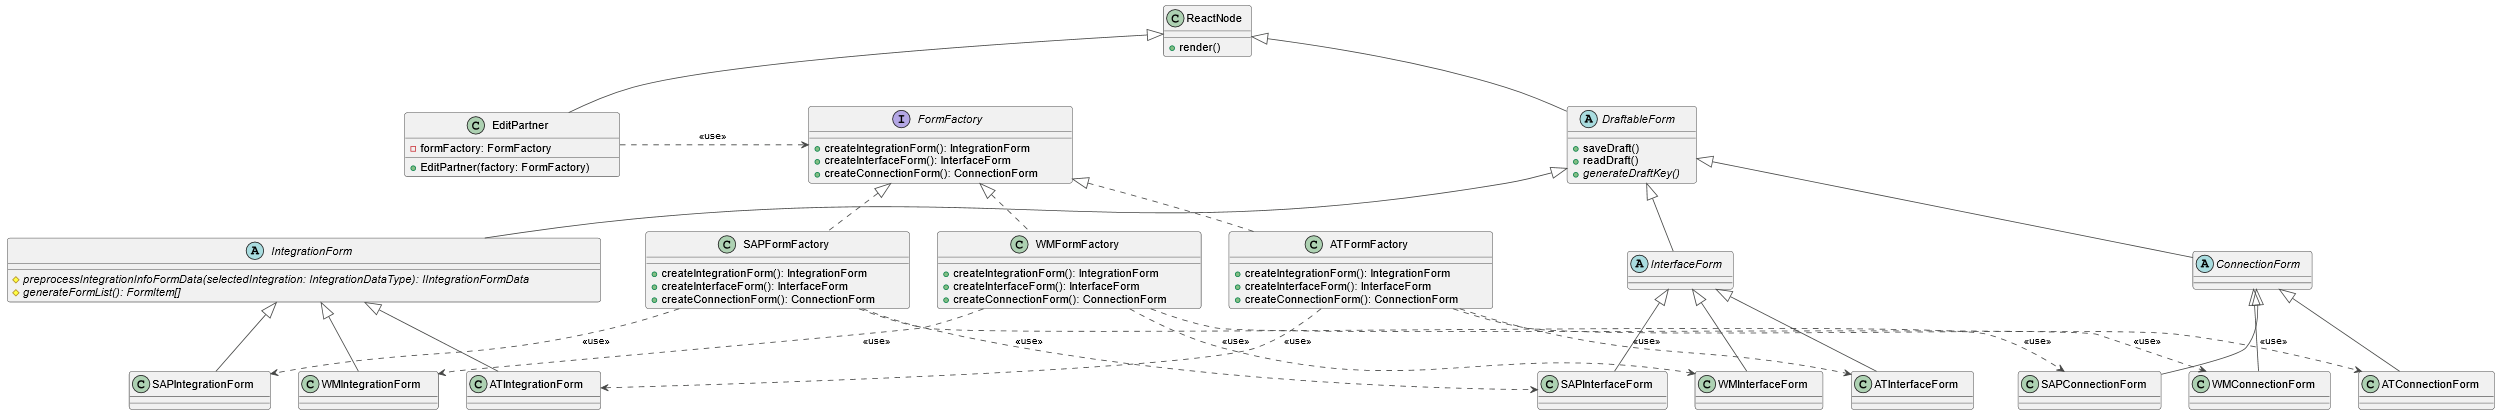 C ReactNode
render()
C EditPartner
formFactory: FormFactory
EditPartner(factory: FormFactory)
«use»
I FormFactory
createIntegrationForm(): IntegrationForm
createInterfaceForm(): InterfaceForm
createConnectionForm(): ConnectionForm
A DraftableForm
saveDraft()
readDraft()
generateDraftKey()
A IntegrationForm
preprocessIntegrationInfoFormData(selectedIntegration: IntegrationDataType): IIntegrationFormData
generateFormList(): FormItem[]
C SAPFormFactory
createIntegrationForm(): IntegrationForm
createInterfaceForm(): InterfaceForm
createConnectionForm(): ConnectionForm
C WMFormFactory
createIntegrationForm(): IntegrationForm
createInterfaceForm(): InterfaceForm
createConnectionForm(): ConnectionForm
C ATFormFactory
createIntegrationForm(): IntegrationForm
createInterfaceForm(): InterfaceForm
createConnectionForm(): ConnectionForm
A InterfaceForm
A ConnectionForm
«use»
«use»
«use»
«use»
«use»
«use»
«use»
«use»
«use»
C SAPIntegrationForm
C WMIntegrationForm
C ATIntegrationForm
C SAPInterfaceForm
C WMInterfaceForm
C ATInterfaceForm
C SAPConnectionForm
C WMConnectionForm
C ATConnectionForm